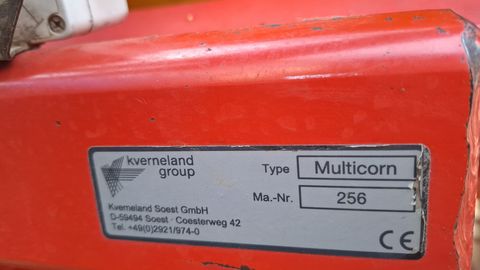 kverneland
group
Type Multicorn
Ma.-Nr. 256
Kverneland Soest GmbH
D-59494 Soest · Coesterweg 42
Tel. +49(0)2921/974-0
CE